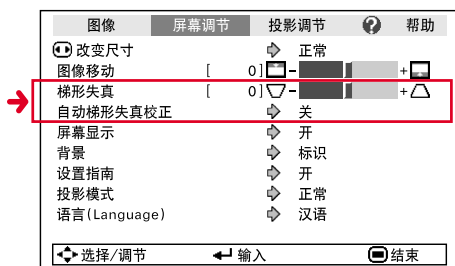 图像 屏幕调节 投影调节 ? 帮助
改变尺寸 正常
图像移动 [ 0] - +
梯形失真 [ 0] - +
自动梯形失真校正 关
屏幕显示 开
背景 标识
设置指南 开
投影模式 正常
语言(Language) 汉语
选择/调节 输入 结束